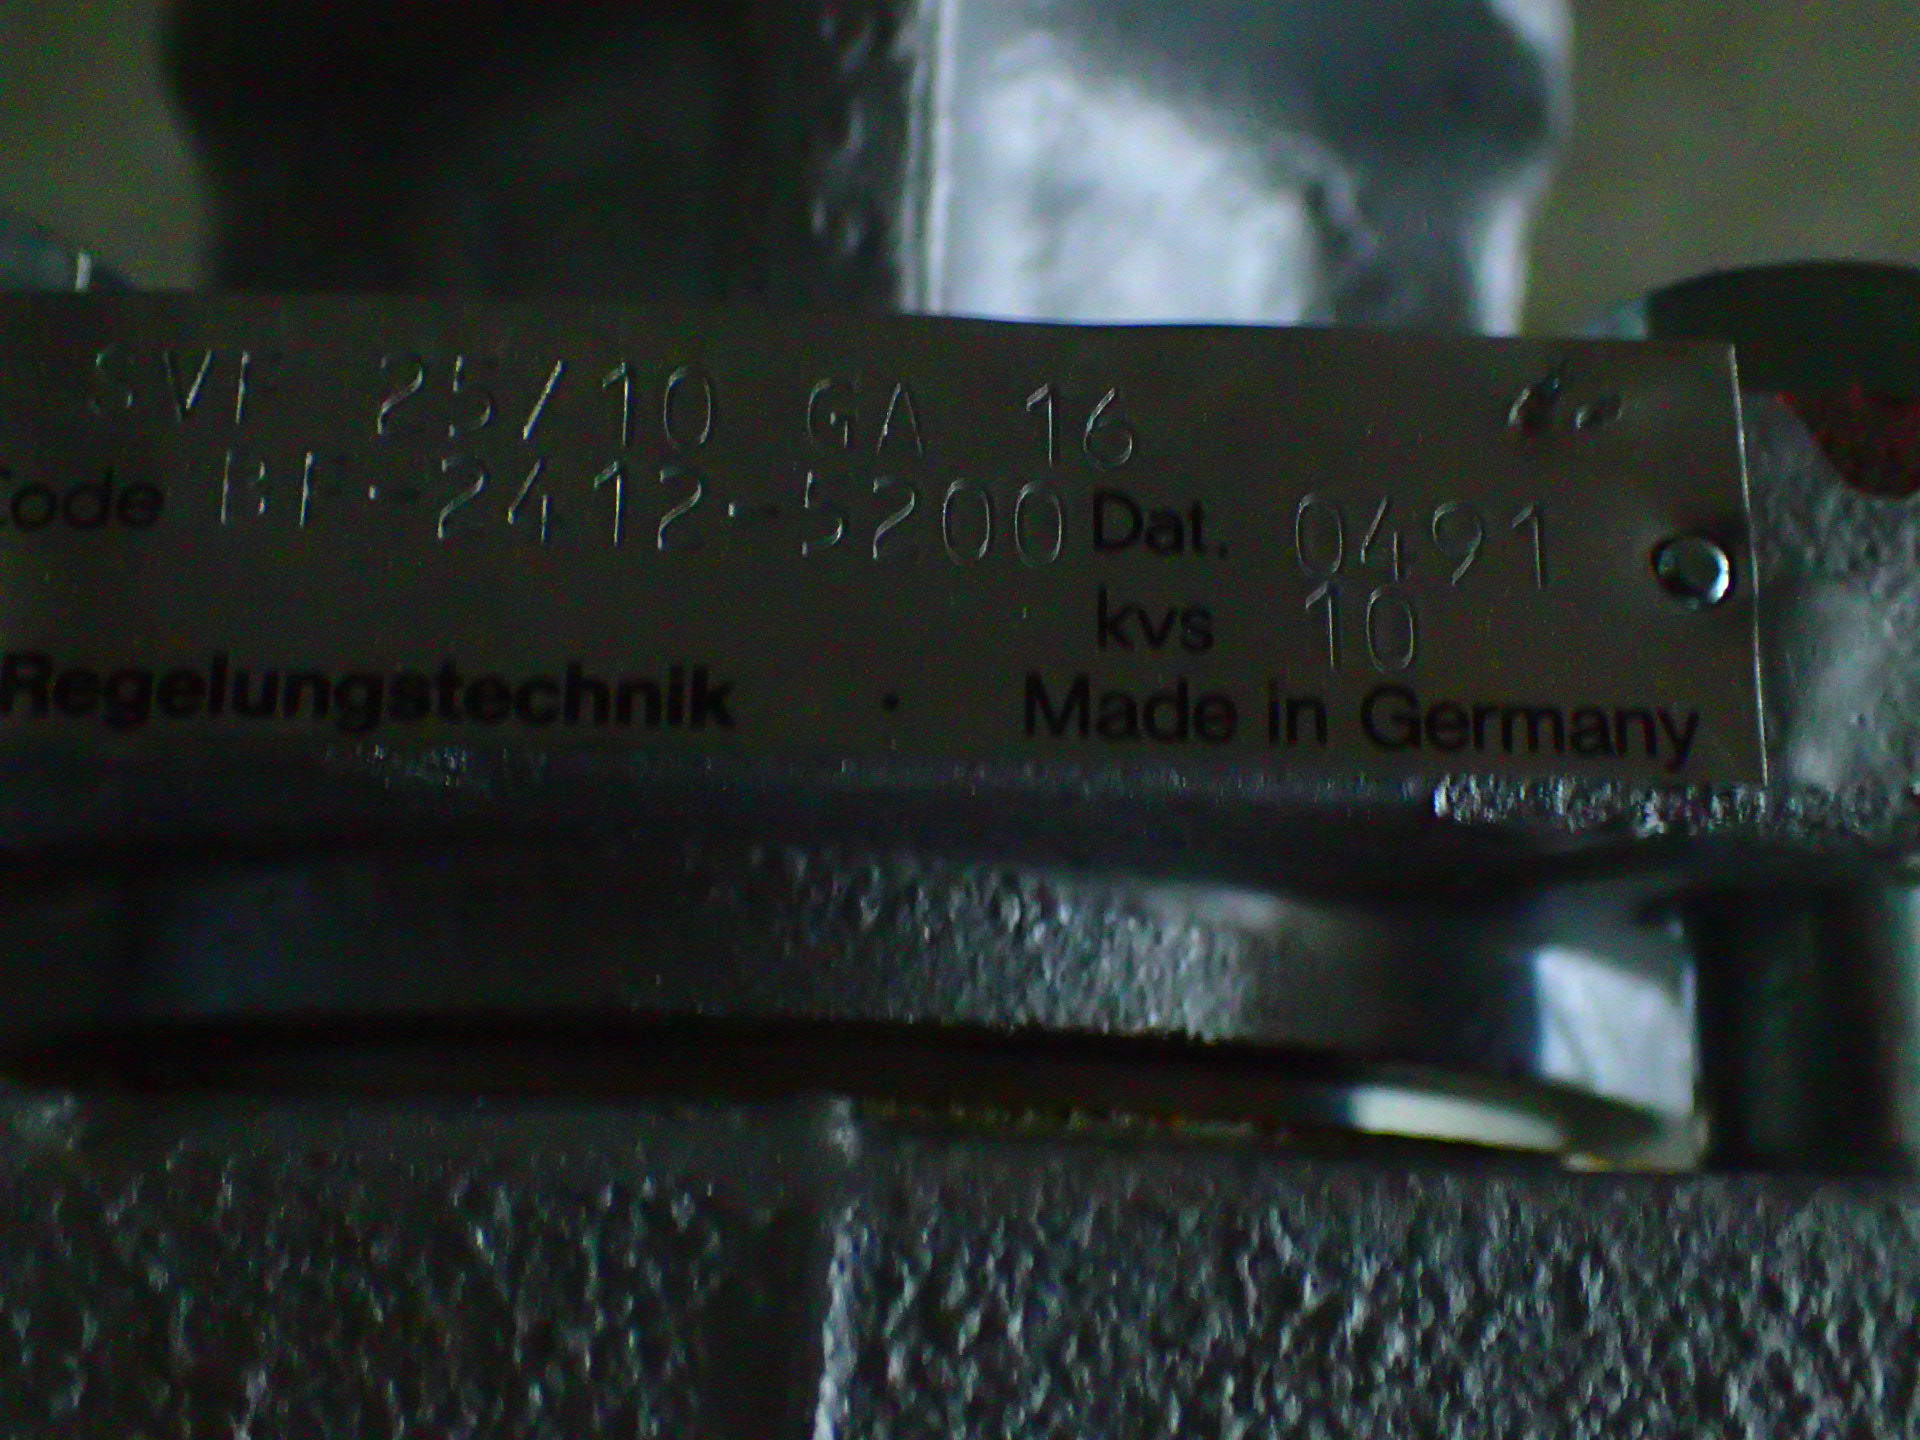 SVF 25/10 GA 16
Code BF-2412-5200 Dat. 0491
kvs 10
Regelungstechnik · Made in Germany